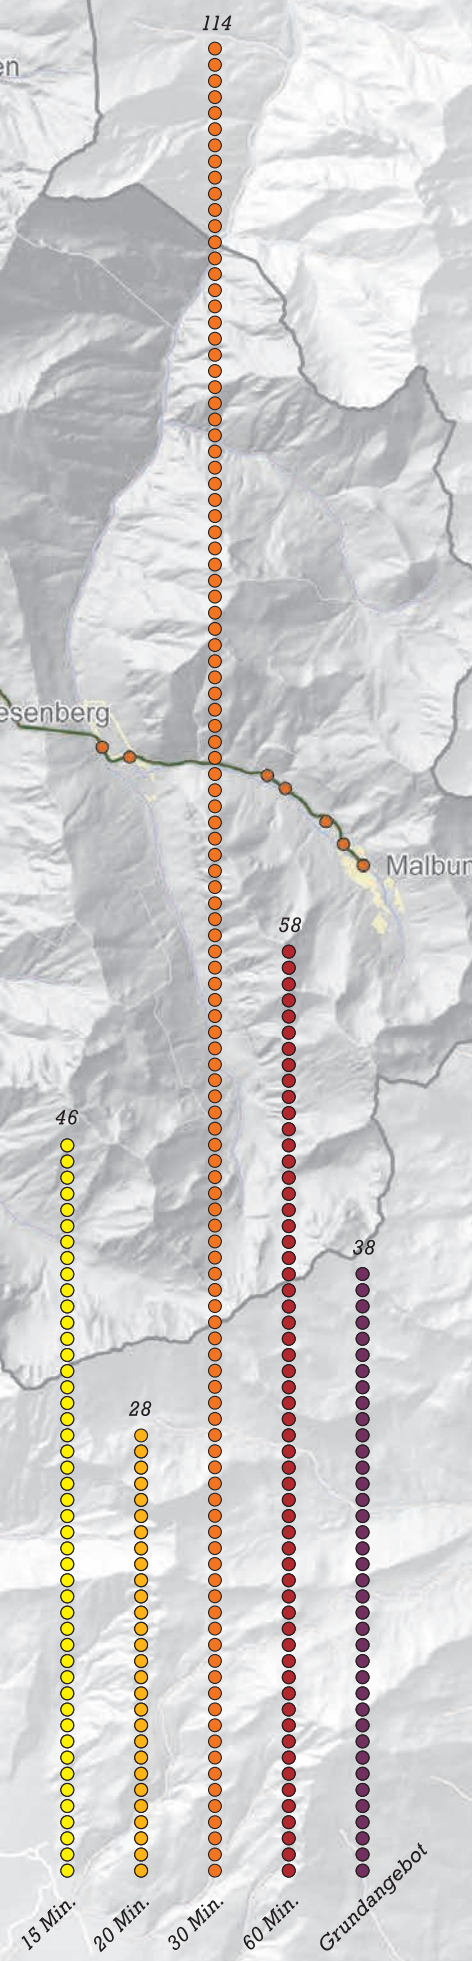 114
en
esenberg
Malbun
58
46
38
28
15 Min.
20 Min.
30 Min.
60 Min.
Grundangebot